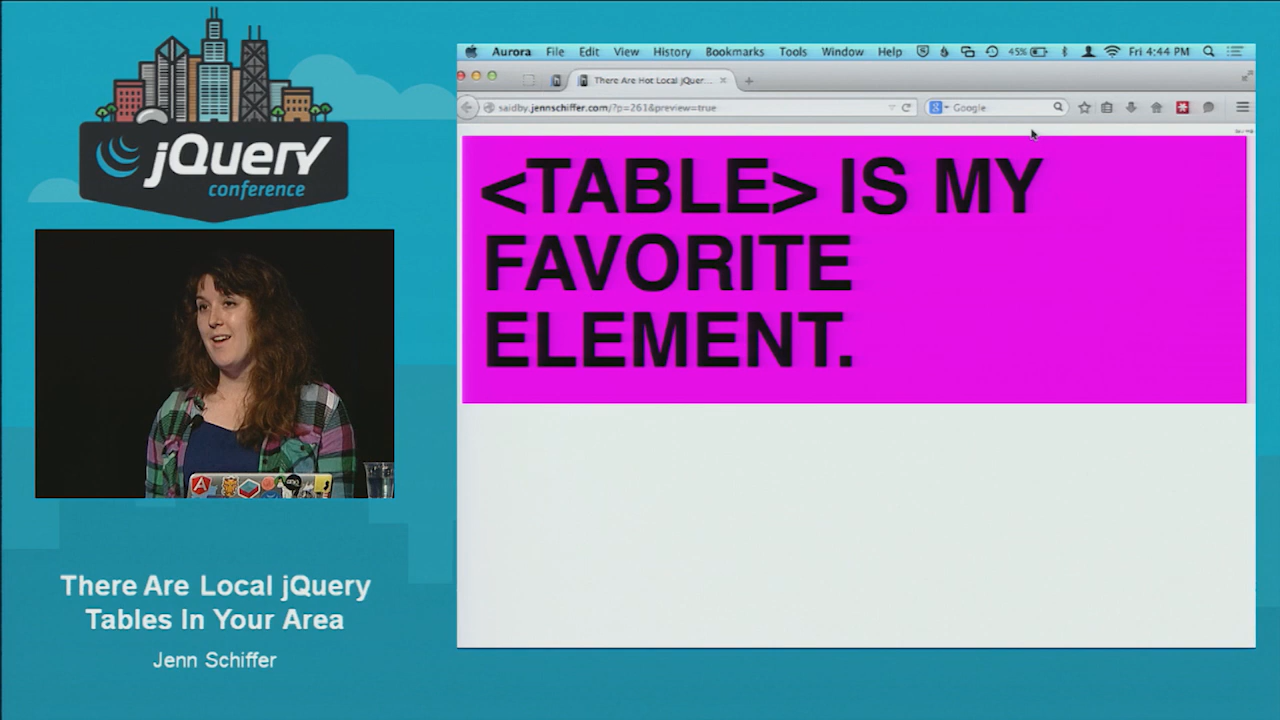 jQuery
conference
There Are Local jQuery
Tables In Your Area
Jenn Schiffer
Aurora File Edit View History Bookmarks Tools Window Help 45% Fri 4:44 PM
There Are Hot Local jQuer...
saidby.jennschiffer.com/?p=261&preview=true
Google
<TABLE> IS MY
FAVORITE
ELEMENT.